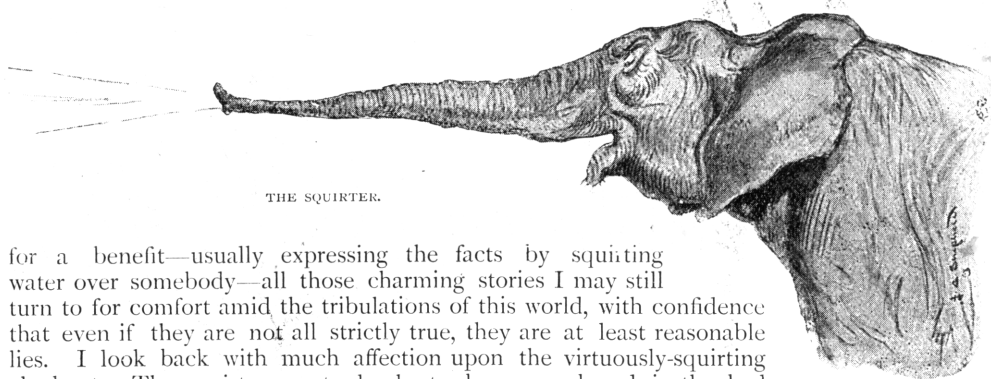 THE SQUIRTER.
for a benefit—usually expressing the facts by squirting
water over somebody—all those charming stories I may still
turn to for comfort amid the tribulations of this world, with confidence
that even if they are not all strictly true, they are at least reasonable
lies. I look back with much affection upon the virtuously-squirting